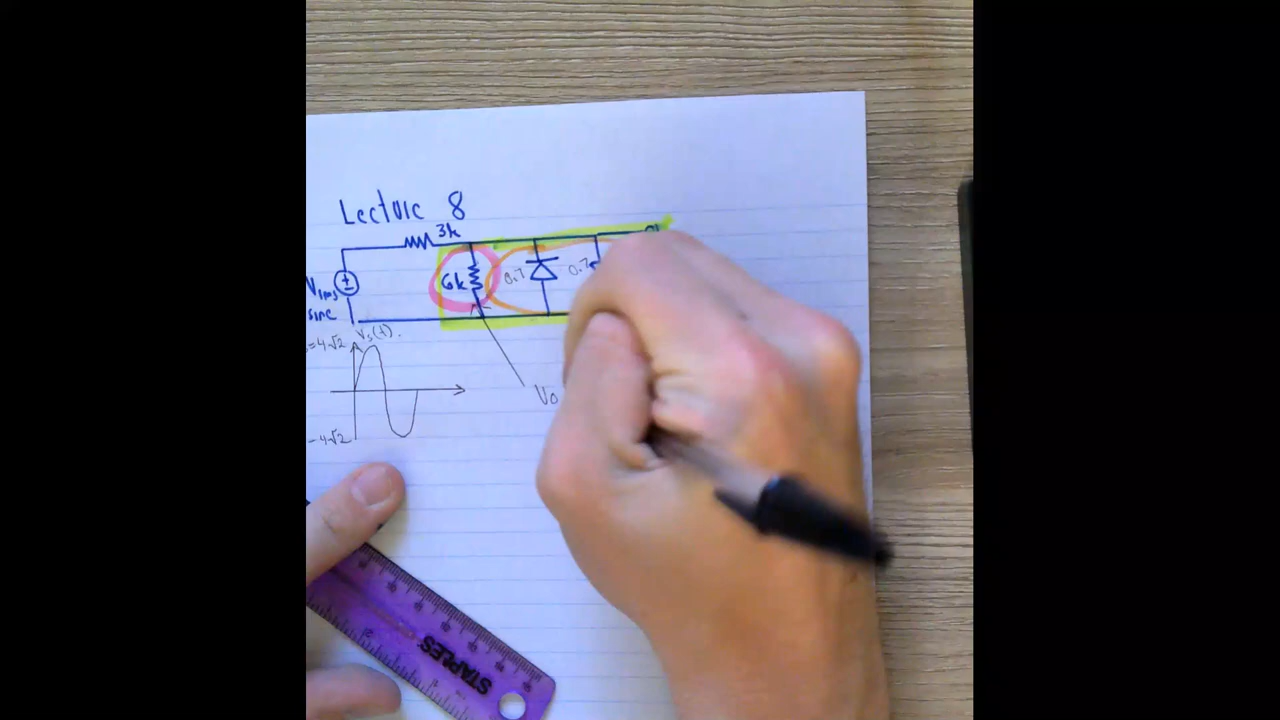 Lecture 8
3k
6k
0.7
0.7
Vrms
sine
Vs(t).
=4√2
-4√2
Vo
STAPLES